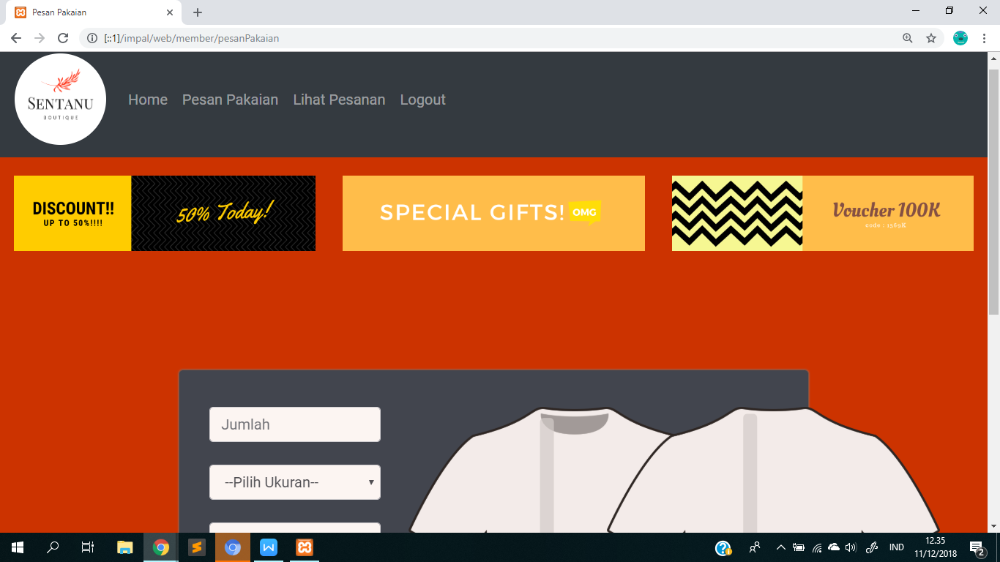 Pesan Pakaian
[::1]/impal/web/member/pesanPakaian
SENTANU
BOUTIQUE
Home Pesan Pakaian Lihat Pesanan Logout
DISCOUNT!!
UP TO 50%!!!!
50% Today!
SPECIAL GIFTS! OMG
Voucher 100K
code : 1569K
Jumlah
--Pilih Ukuran--
IND
12.35
11/12/2018
2